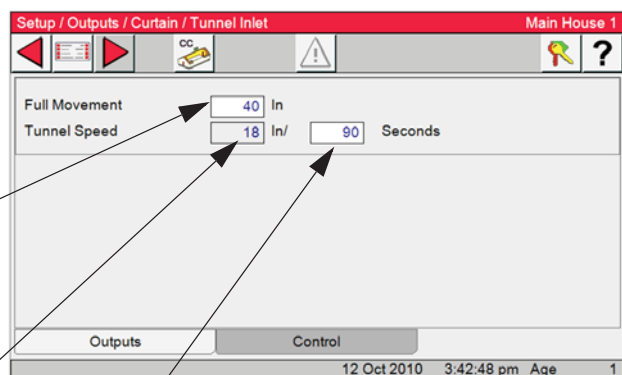 Setup / Outputs / Curtain / Tunnel Inlet Main House 1
CC
?
Full Movement 40 In
Tunnel Speed 18 In/ 90 Seconds
Outputs Control
12 Oct 2010 3:42:48 pm Age 1